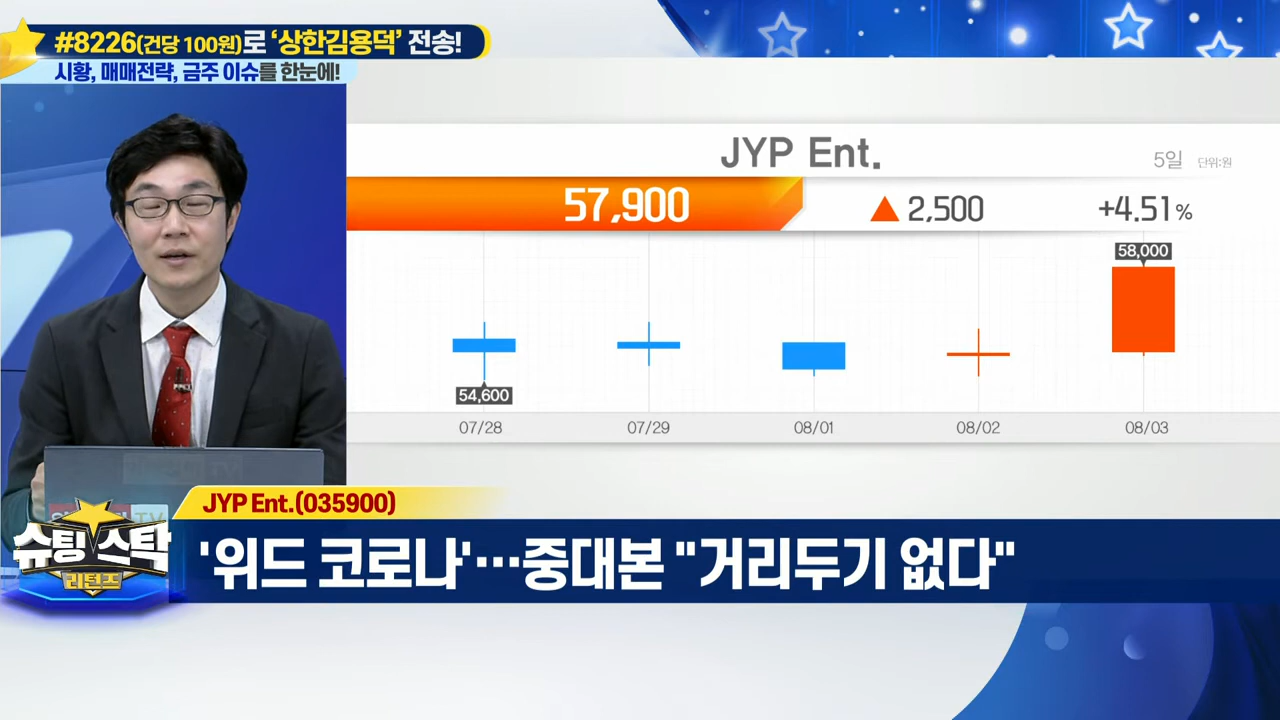 #8226(건당 100원)로 '상한김용덕' 전송!
시황, 매매전략, 금주 이슈를 한눈에!
JYP Ent.
5일 단위:원
57,900 ▲ 2,500 +4.51%
58,000
54,600
07/28 07/29 08/01 08/02 08/03
JYP Ent.(035900)
슈팅스탁
리턴즈
'위드 코로나'…중대본 "거리두기 없다"